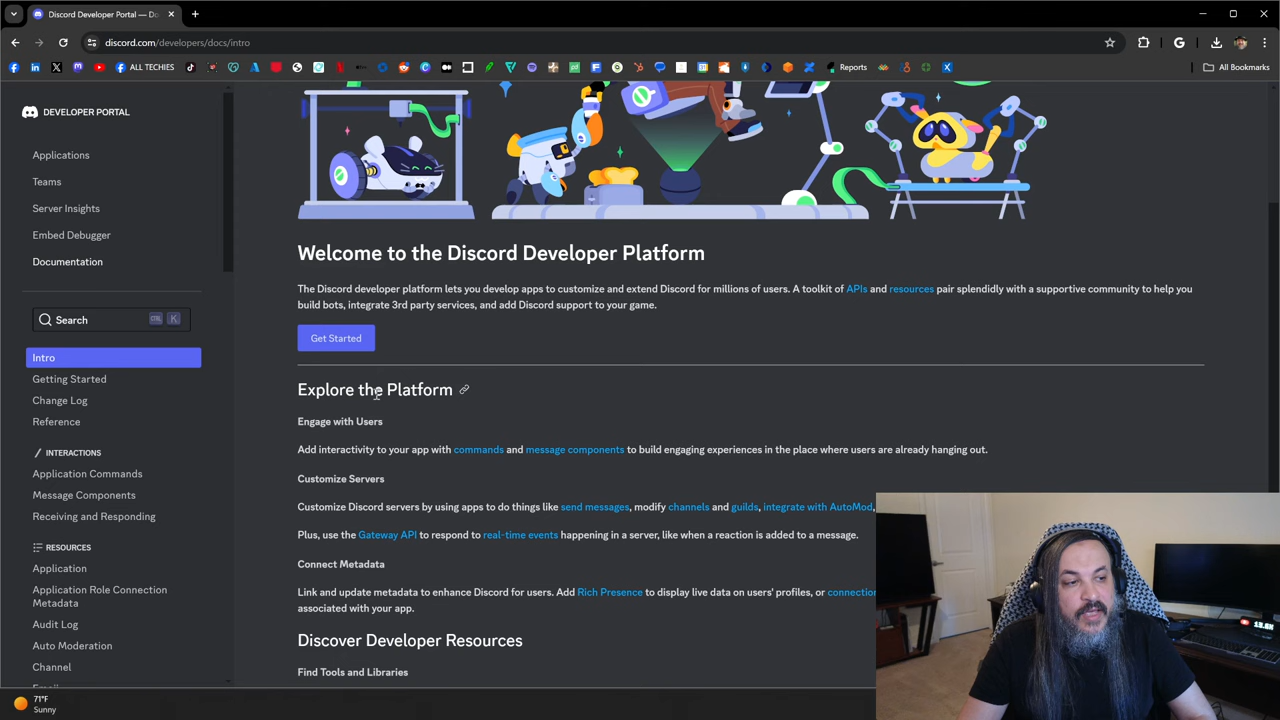 Discord Developer Portal — Do
discord.com/developers/docs/intro
ALL TECHIES
Reports
All Bookmarks
DEVELOPER PORTAL
Applications
Teams
Server Insights
Embed Debugger
Documentation
Search
CTRL K
Intro
Getting Started
Change Log
Reference
INTERACTIONS
Application Commands
Message Components
Receiving and Responding
RESOURCES
Application
Application Role Connection
Metadata
Audit Log
Auto Moderation
Channel
Welcome to the Discord Developer Platform
The Discord developer platform lets you develop apps to customize and extend Discord for millions of users. A toolkit of APIs and resources pair splendidly with a supportive community to help you
build bots, integrate 3rd party services, and add Discord support to your game.
Get Started
Explore the Platform
Engage with Users
Add interactivity to your app with commands and message components to build engaging experiences in the place where users are already hanging out.
Customize Servers
Customize Discord servers by using apps to do things like send messages, modify channels and guilds, integrate with AutoMod,
Plus, use the Gateway API to respond to real-time events happening in a server, like when a reaction is added to a message.
Connect Metadata
Link and update metadata to enhance Discord for users. Add Rich Presence to display live data on users' profiles, or connection
associated with your app.
Discover Developer Resources
Find Tools and Libraries
71°F
Sunny